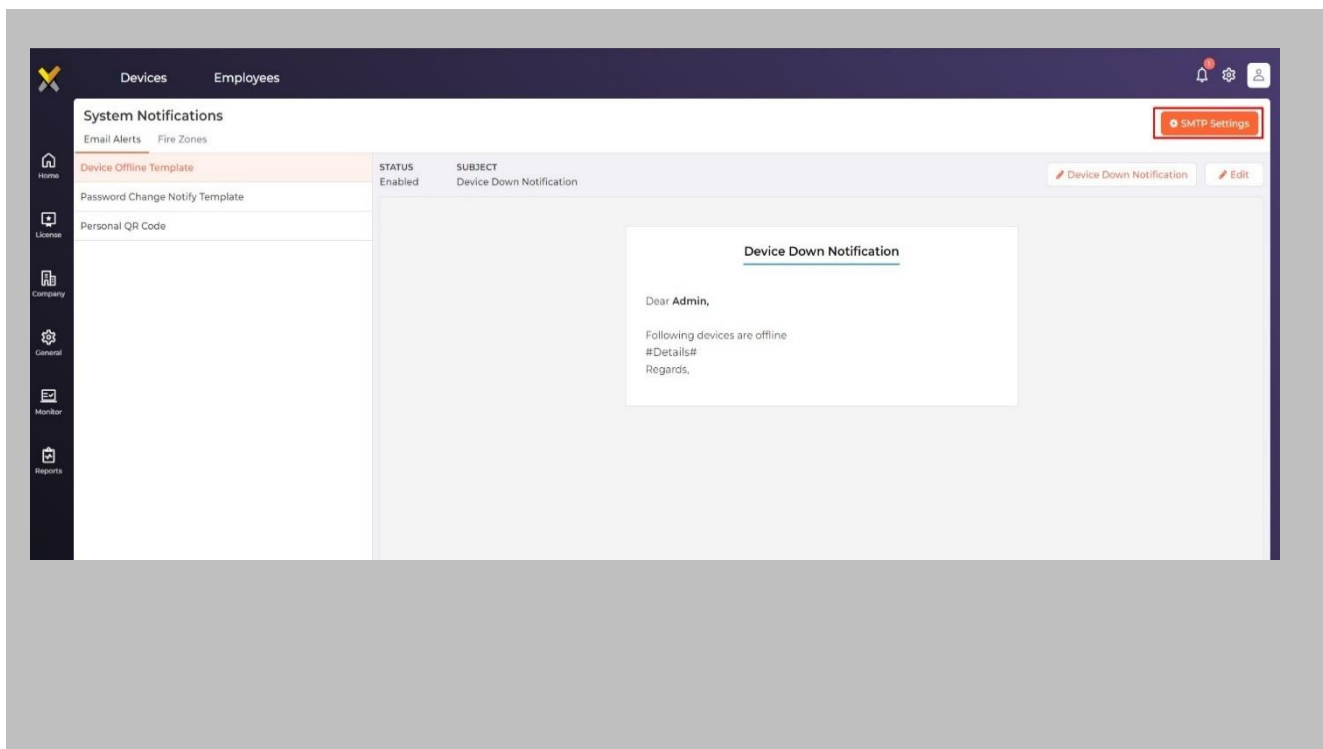 Devices Employees
System Notifications
Email Alerts Fire Zones
SMTP Settings
Home
License
Company
General
Monitor
Reports
Device Offline Template
Password Change Notify Template
Personal QR Code
STATUS SUBJECT
Enabled Device Down Notification
Device Down Notification Edit
Device Down Notification
Dear Admin,
Following devices are offline
#Details#
Regards,